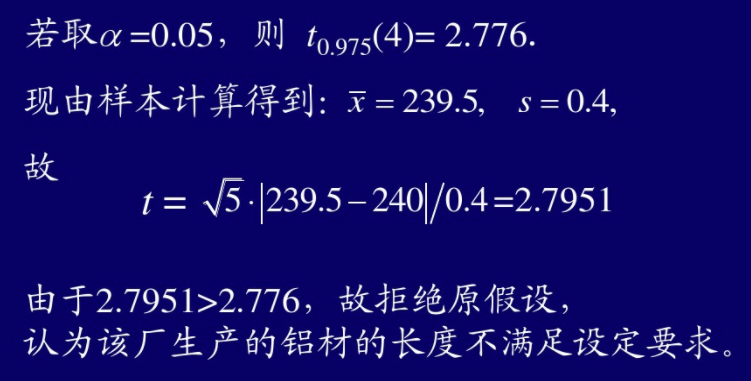 若取α=0.05，则 t0.975(4)= 2.776.
现由样本计算得到: x̄ = 239.5, s = 0.4,
故
t = √5·|239.5－240|/0.4=2.7951
由于2.7951>2.776，故拒绝原假设，
认为该厂生产的铝材的长度不满足设定要求。